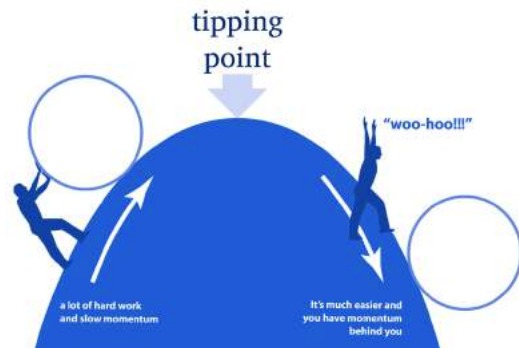 tipping
point
"woo-hoo!!!"
a lot of hard work
and slow momentum
It's much easier and
you have momentum
behind you